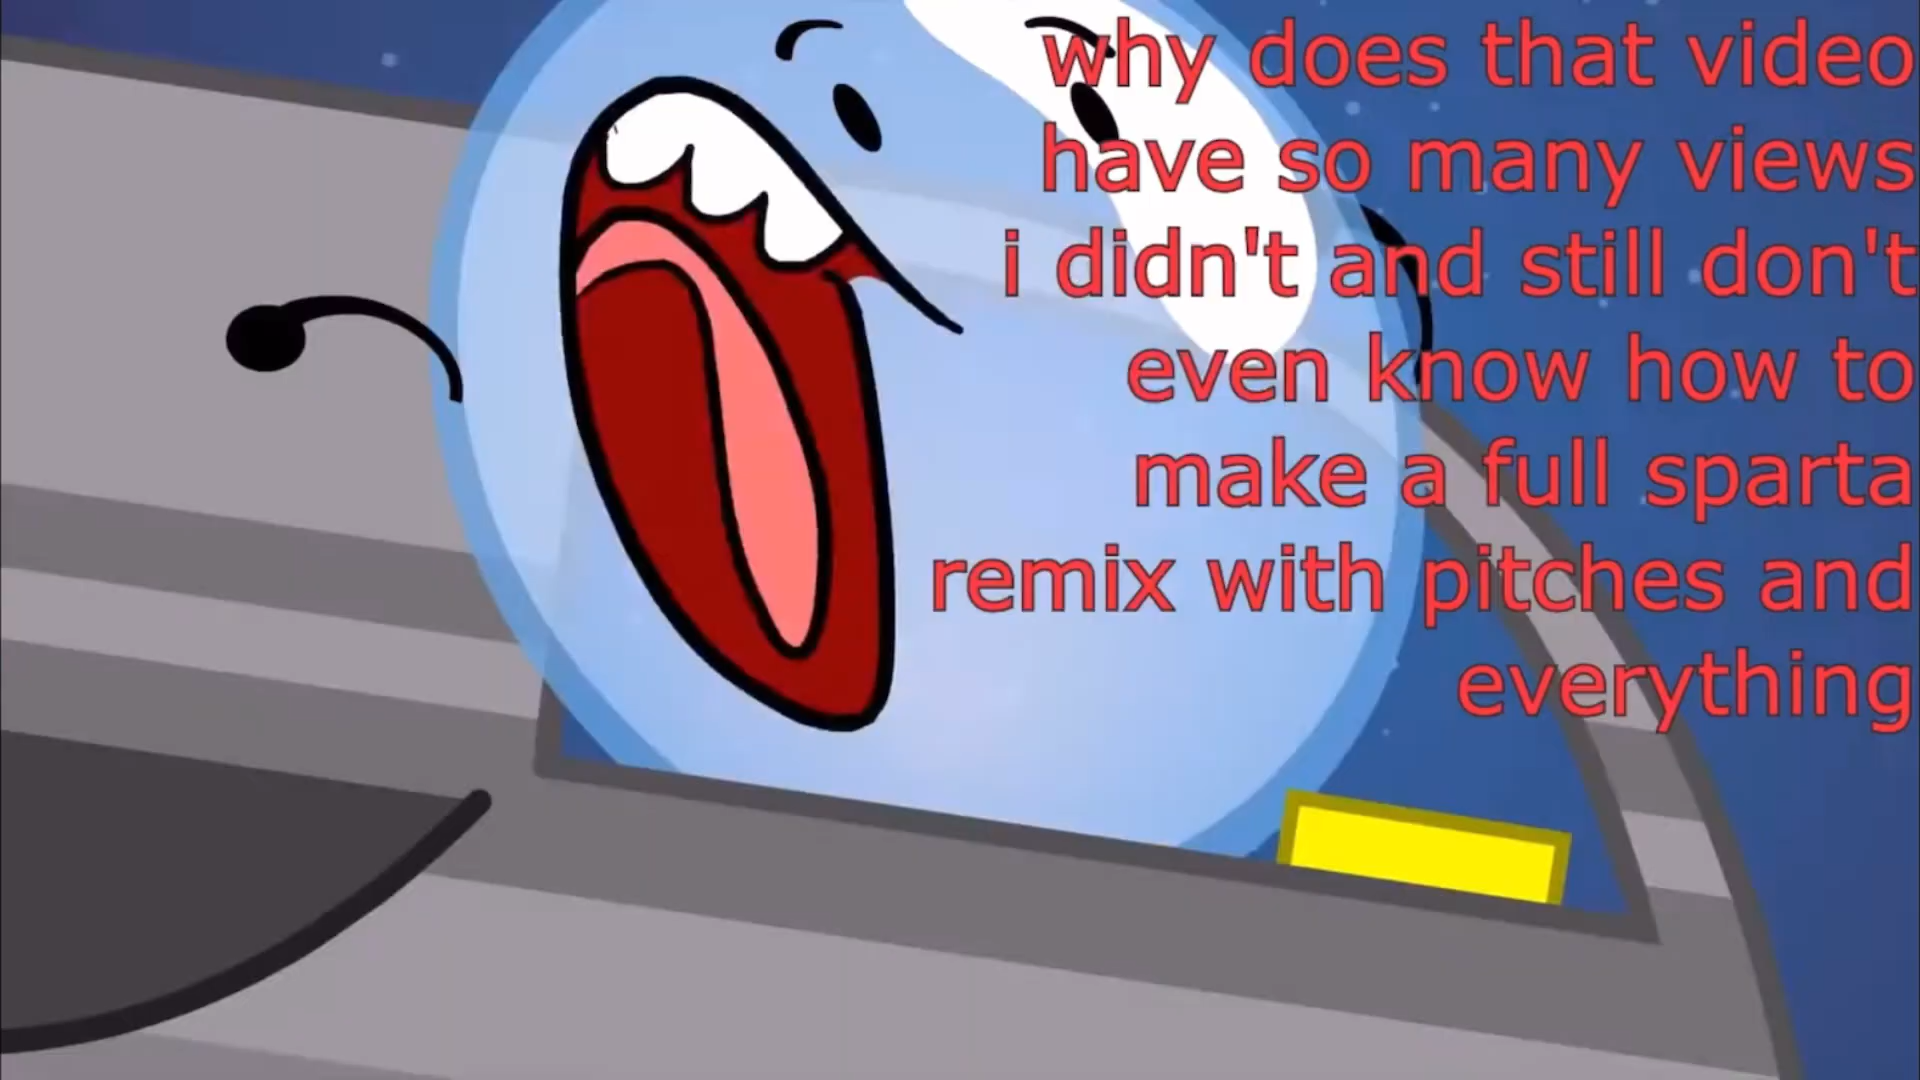 why does that video
have so many views
i didn't and still don't
even know how to
make a full sparta
remix with pitches and
everything